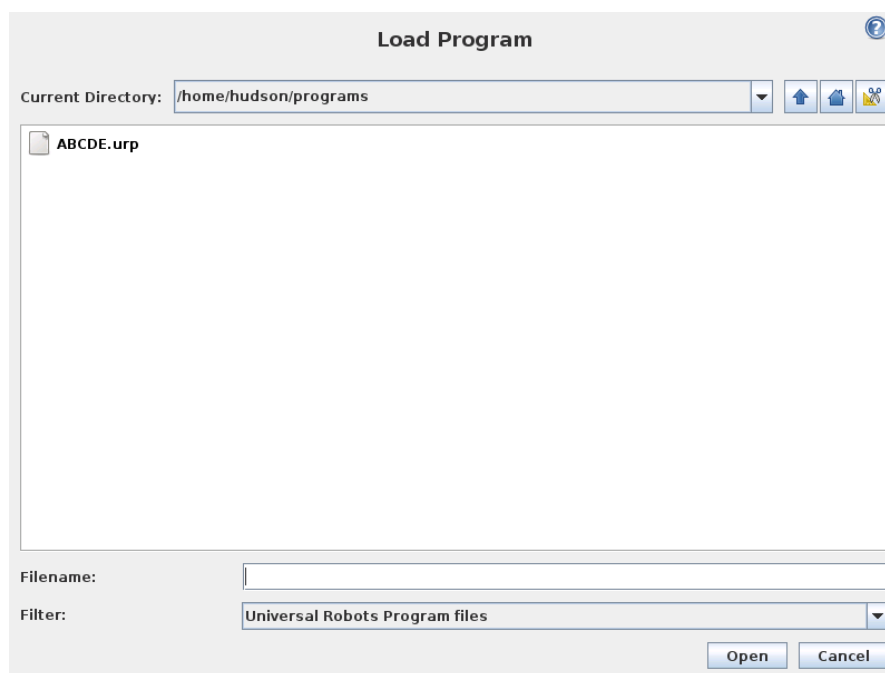 Load Program
?
Current Directory: /home/hudson/programs
ABCDE.urp
Filename:
Filter: Universal Robots Program files
Open Cancel